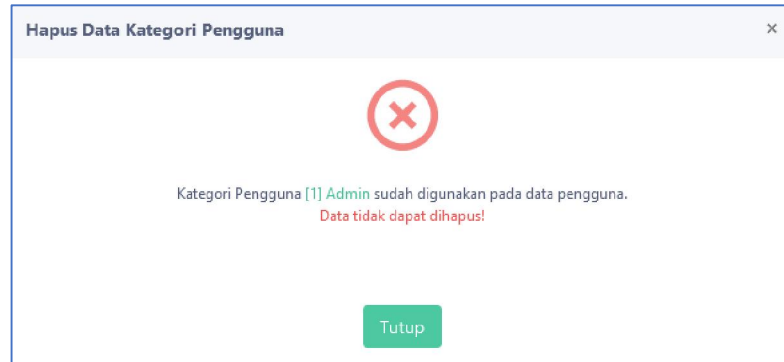 Hapus Data Kategori Pengguna ×
Kategori Pengguna [1] Admin sudah digunakan pada data pengguna.
Data tidak dapat dihapus!
Tutup